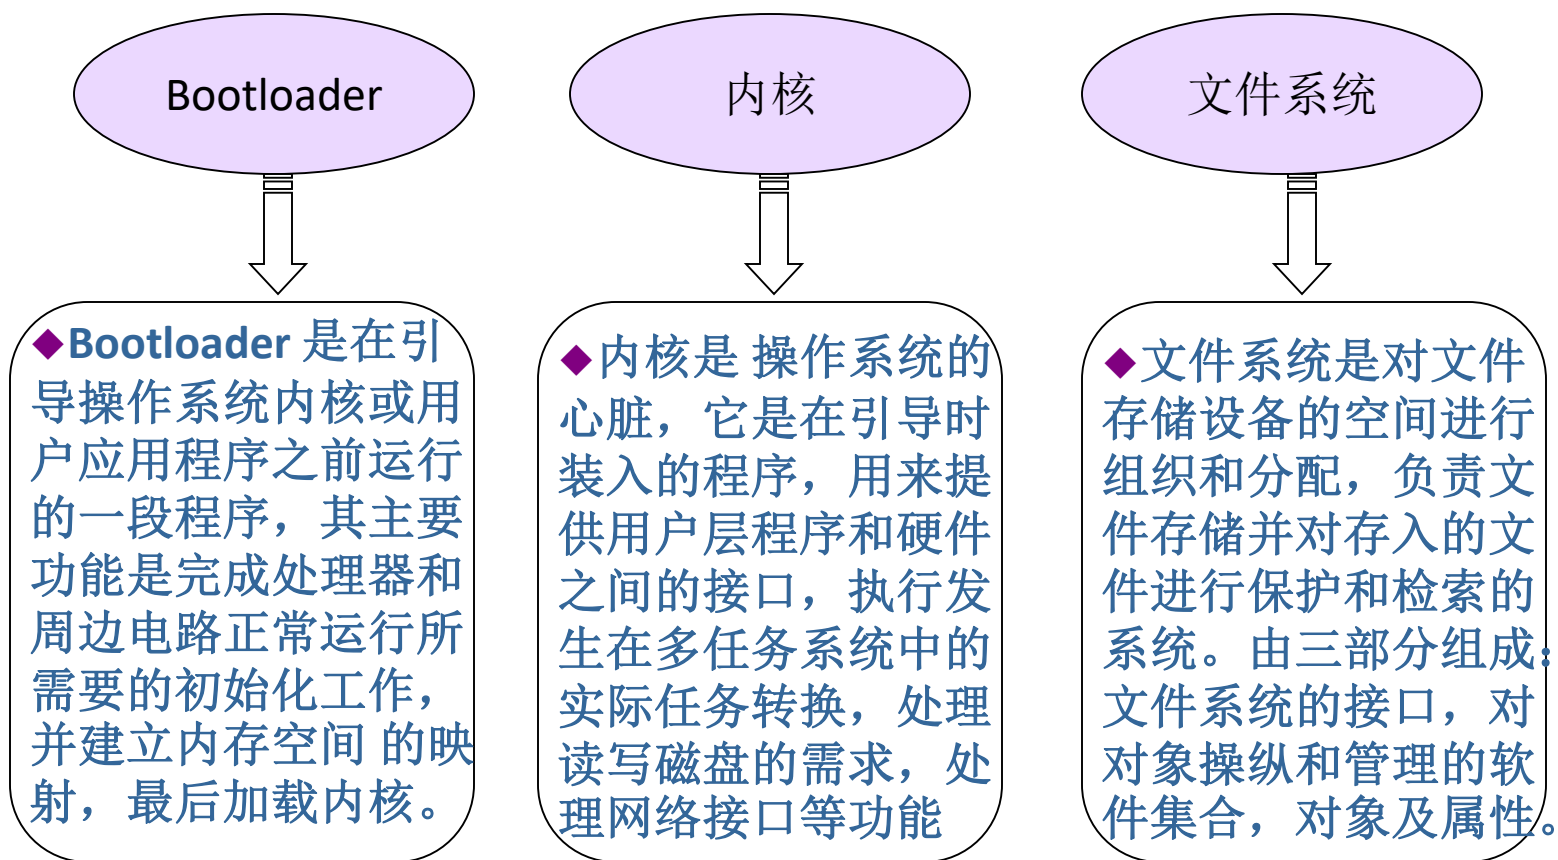 Bootloader
内核
文件系统
◆Bootloader 是在引
导操作系统内核或用
户应用程序之前运行
的一段程序，其主要
功能是完成处理器和
周边电路正常运行所
需要的初始化工作，
并建立内存空间 的映
射，最后加载内核。
◆内核是 操作系统的
心脏，它是在引导时
装入的程序，用来提
供用户层程序和硬件
之间的接口，执行发
生在多任务系统中的
实际任务转换，处理
读写磁盘的需求，处
理网络接口等功能
◆文件系统是对文件
存储设备的空间进行
组织和分配，负责文
件存储并对存入的文
件进行保护和检索的
系统。由三部分组成：
文件系统的接口，对
对象操纵和管理的软
件集合，对象及属性。